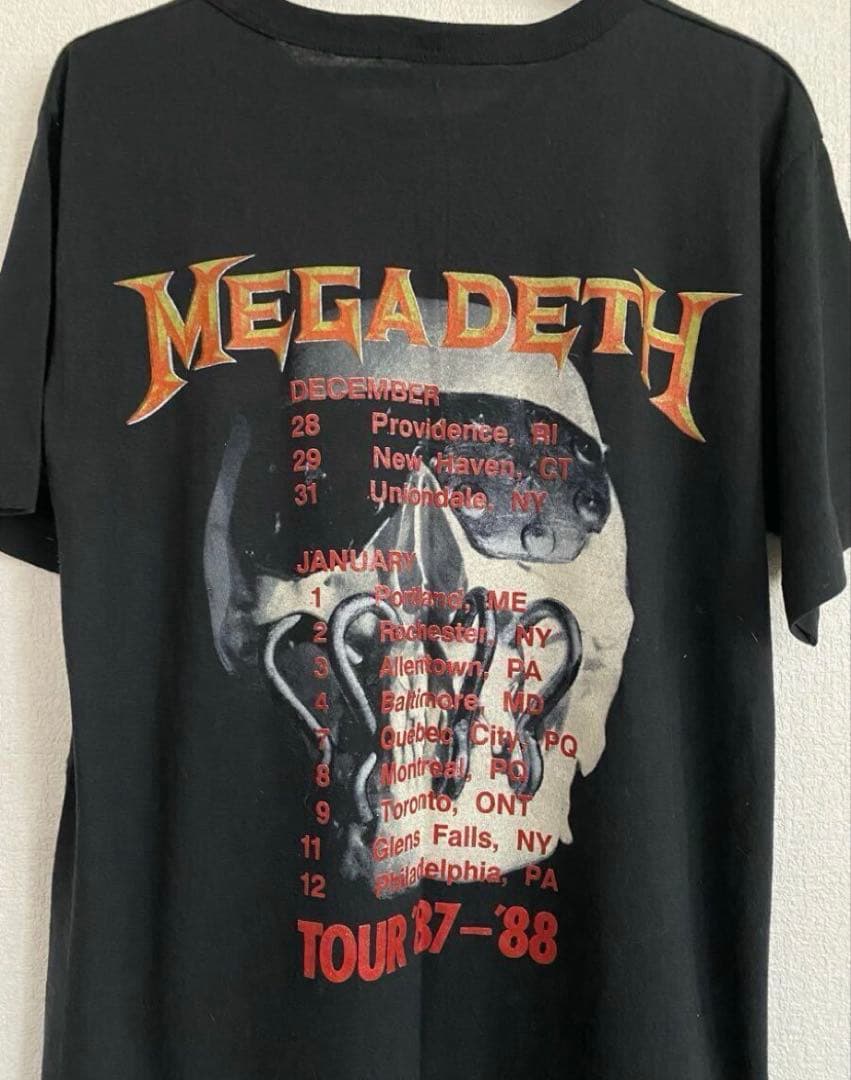 MEGADETH
DECEMBER
28 Providence, RI
29 New Haven, CT
31 Uniondale, NY
JANUARY
1 Portland, ME
2 Rochester, NY
3 Allentown, PA
4 Baltimore, MD
7 Quebec City, PQ
8 Montreal, PQ
9 Toronto, ONT
11 Glens Falls, NY
12 Philadelphia, PA
TOUR '87-'88